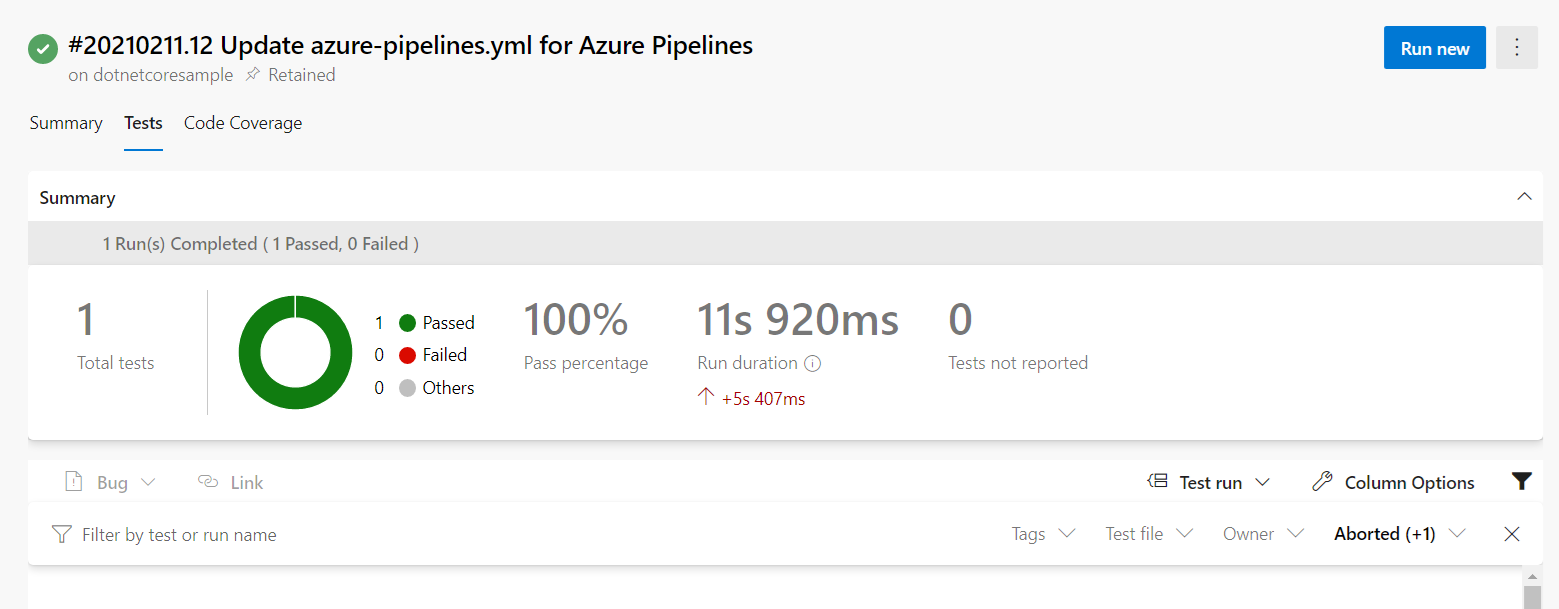 #20210211.12 Update azure-pipelines.yml for Azure Pipelines
on dotnetcoresample Retained
Run new
Summary Tests Code Coverage
Summary
1 Run(s) Completed ( 1 Passed, 0 Failed )
1
Total tests
1 Passed
0 Failed
0 Others
100%
Pass percentage
11s 920ms
Run duration
+5s 407ms
0
Tests not reported
Bug Link Test run Column Options
Filter by test or run name Tags Test file Owner Aborted (+1)